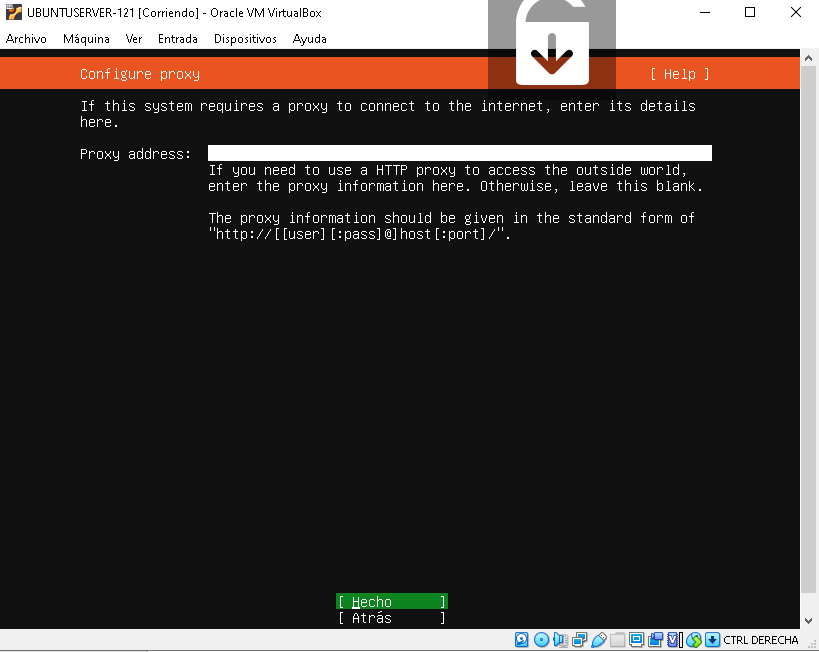 UBUNTUSERVER-121 [Corriendo] - Oracle VM VirtualBox
Archivo Máquina Ver Entrada Dispositivos Ayuda
Configure proxy [ Help ]
If this system requires a proxy to connect to the internet, enter its details
here.
Proxy address:
If you need to use a HTTP proxy to access the outside world,
enter the proxy information here. Otherwise, leave this blank.
The proxy information should be given in the standard form of
"http://[[user][:pass]@]host[:port]/".
[ Hecho ]
[ Atrás ]
CTRL DERECHA